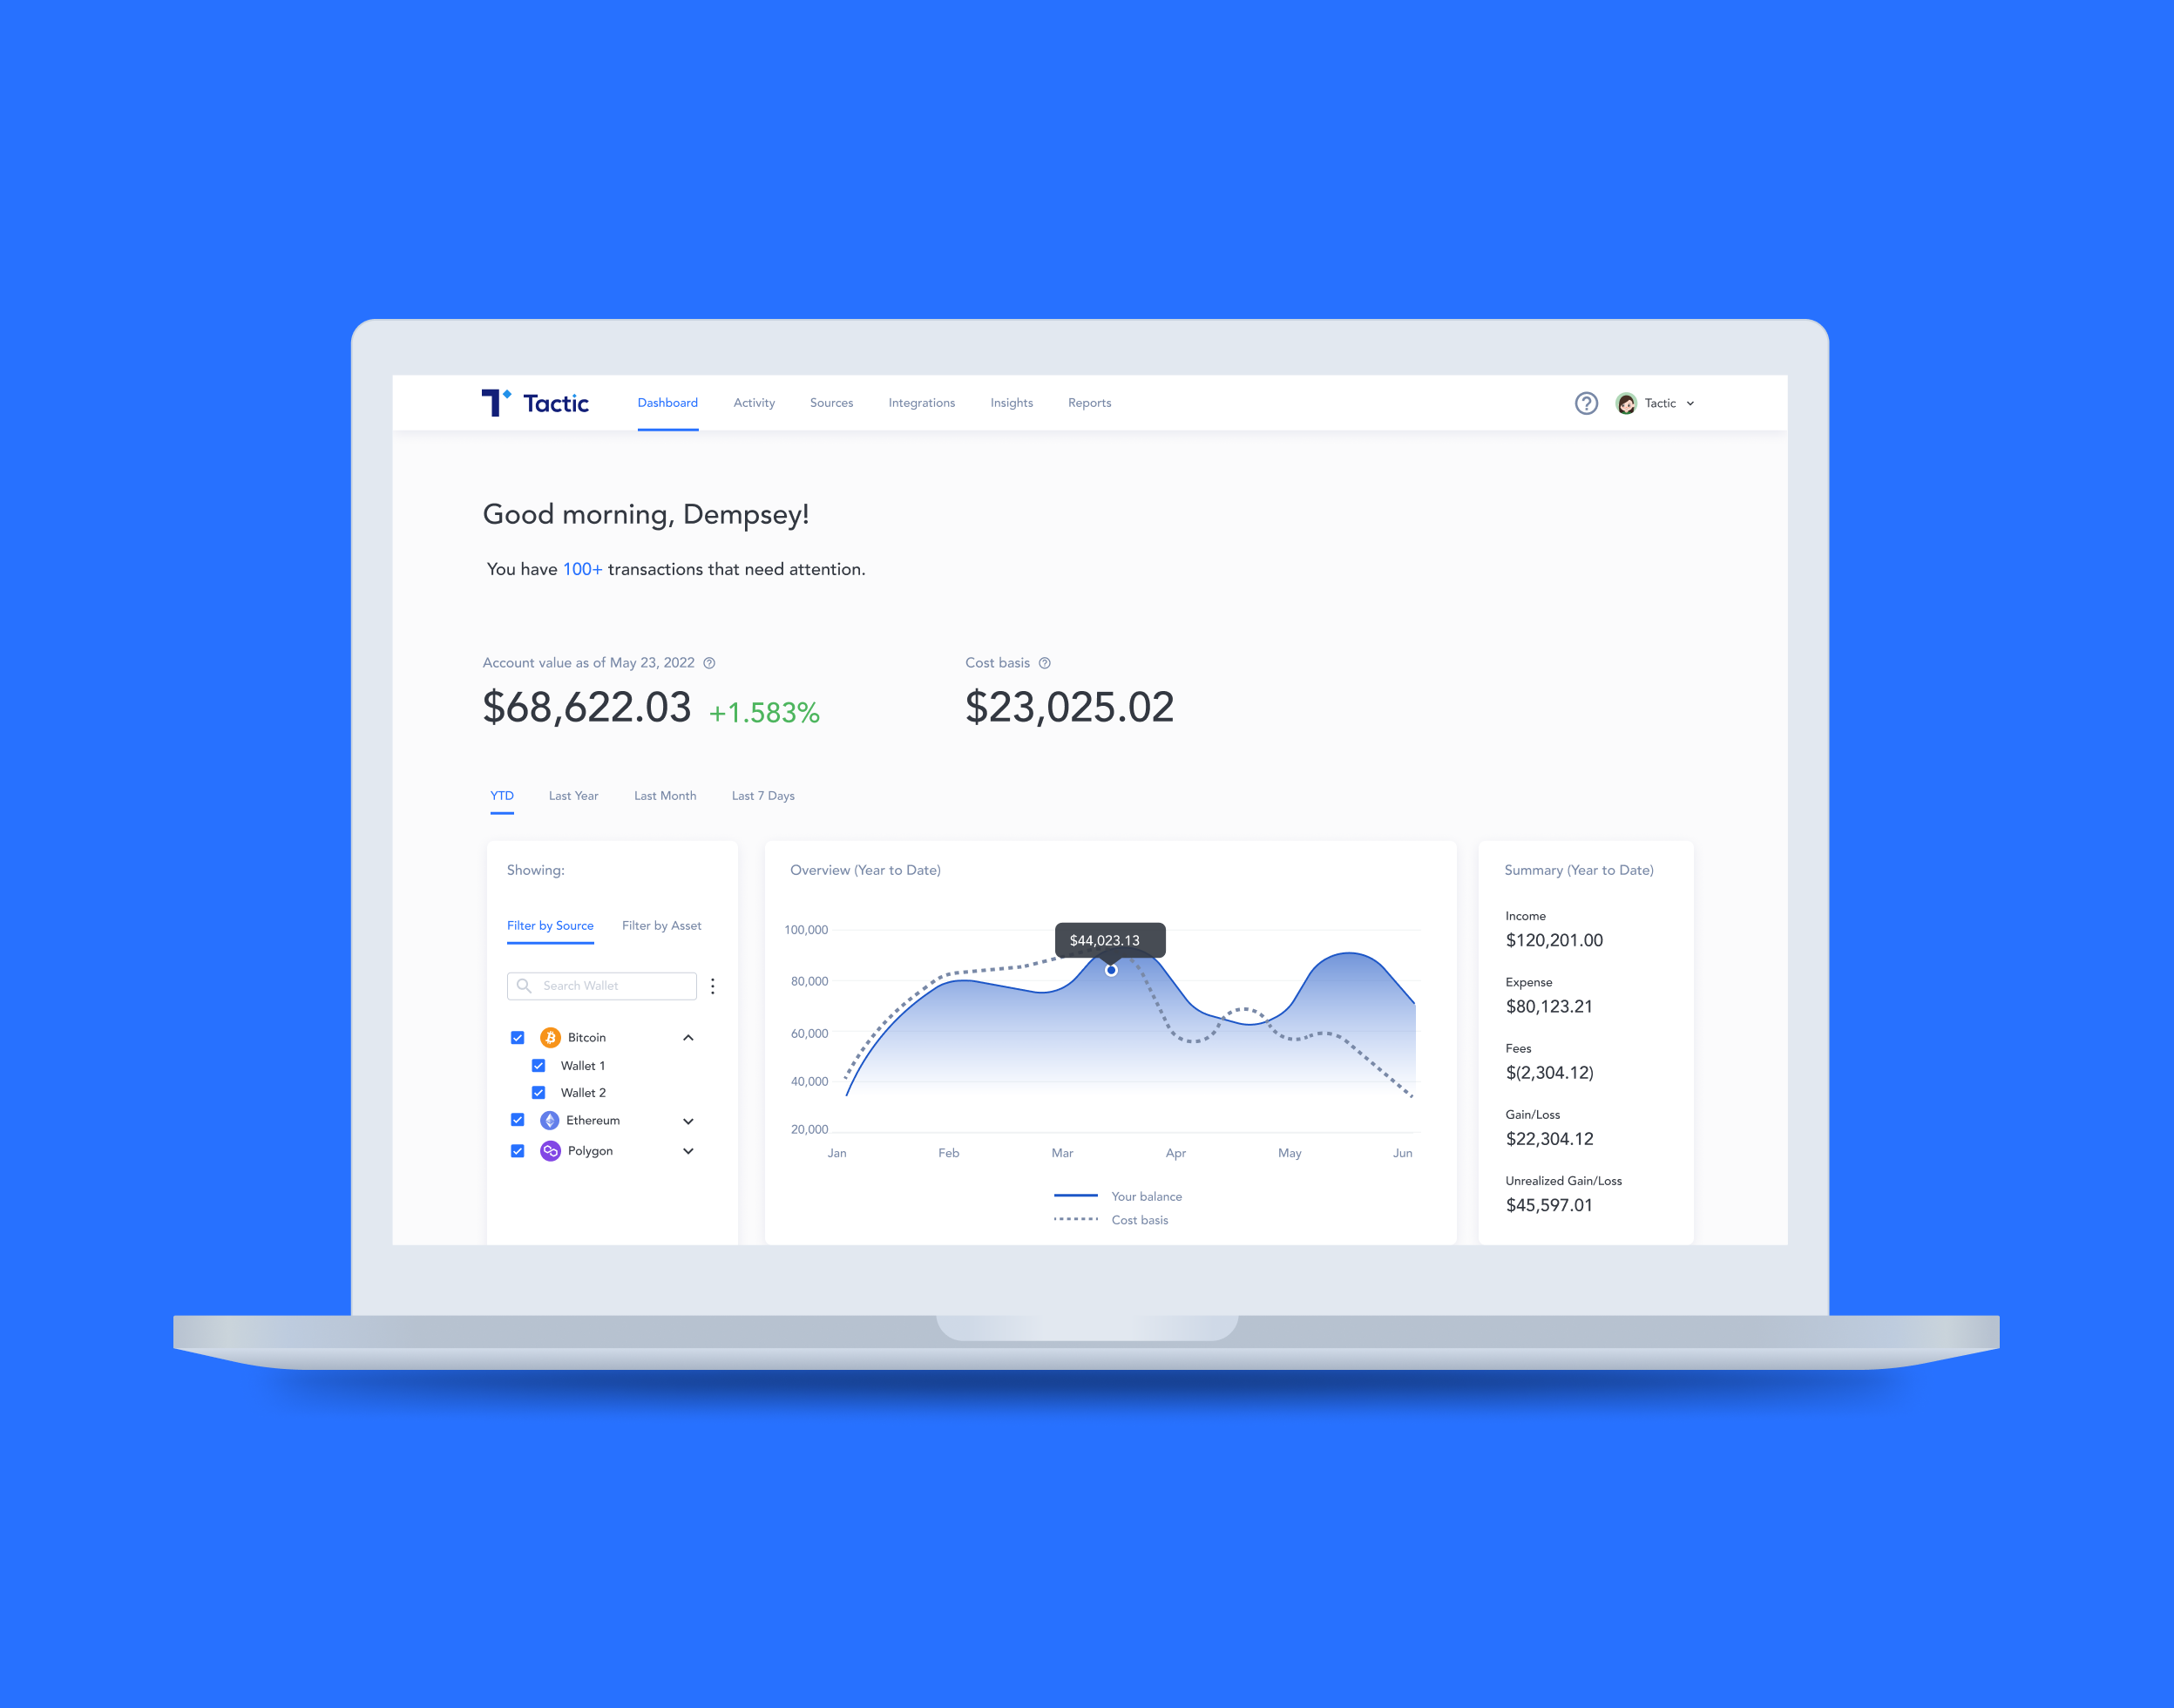 Tactic Dashboard Activity Sources Integrations Insights Reports Tactic
Good morning, Dempsey!
You have 100+ transactions that need attention.
Account value as of May 23, 2022
$68,622.03 +1.583%
Cost basis
$23,025.02
YTD Last Year Last Month Last 7 Days
Showing:
Filter by Source Filter by Asset
Search Wallet
Bitcoin
Wallet 1
Wallet 2
Ethereum
Polygon
Overview (Year to Date)
100,000
80,000
60,000
40,000
20,000
$44,023.13
Jan Feb Mar Apr May Jun
Your balance
Cost basis
Summary (Year to Date)
Income
$120,201.00
Expense
$80,123.21
Fees
$(2,304.12)
Gain/Loss
$22,304.12
Unrealized Gain/Loss
$45,597.01